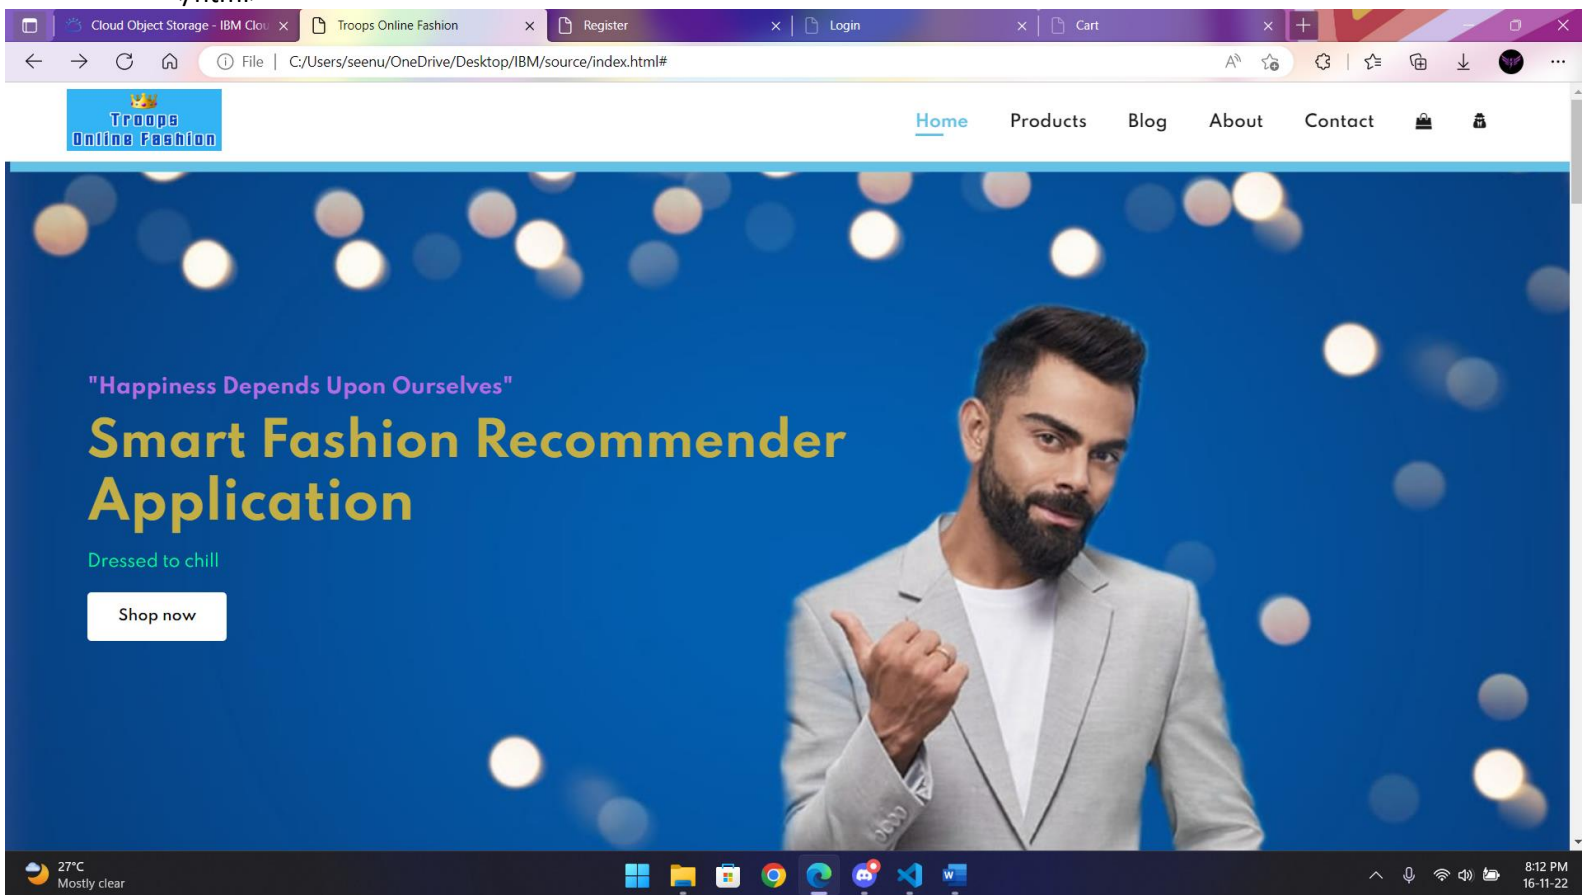 Cloud Object Storage - IBM Clou
Troops Online Fashion
Register
Login
Cart
File
C:/Users/seenu/OneDrive/Desktop/IBM/source/index.html#
Troops
Online Fashion
Home
Products
Blog
About
Contact
"Happiness Depends Upon Ourselves"
Smart Fashion Recommender
Application
Dressed to chill
Shop now
27°C
Mostly clear
8:12 PM
16-11-22